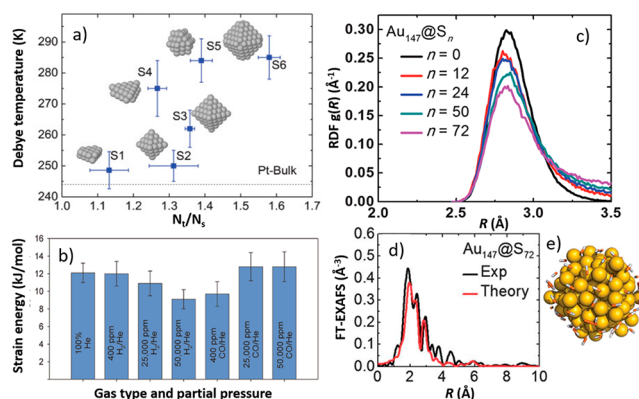 a)
Debye temperature (K)
290
280
270
260
250
240
S1
S2
S3
S4
S5
S6
Pt-Bulk
1.0 1.1 1.2 1.3 1.4 1.5 1.6 1.7
Nt/Ns
b)
Strain energy (kJ/mol)
16
14
12
10
8
6
4
2
100% He
400 ppm H₂/He
25,000 ppm H₂/He
50,000 ppm H₂/He
400 ppm CO/He
25,000 ppm CO/He
50,000 ppm CO/He
Gas type and partial pressure
c)
RDF g(R) (Å⁻¹)
0.30
0.25
0.20
0.15
0.10
0.05
0.00
Au147@Sn
n = 0
n = 12
n = 24
n = 50
n = 72
2.0 2.5 3.0 3.5
R (Å)
d)
FT-EXAFS (Å⁻³)
0.6
0.5
0.4
0.3
0.2
0.1
0.0
Au147@S72
Exp
Theory
0 2 4 6 8 10
R (Å)
e)